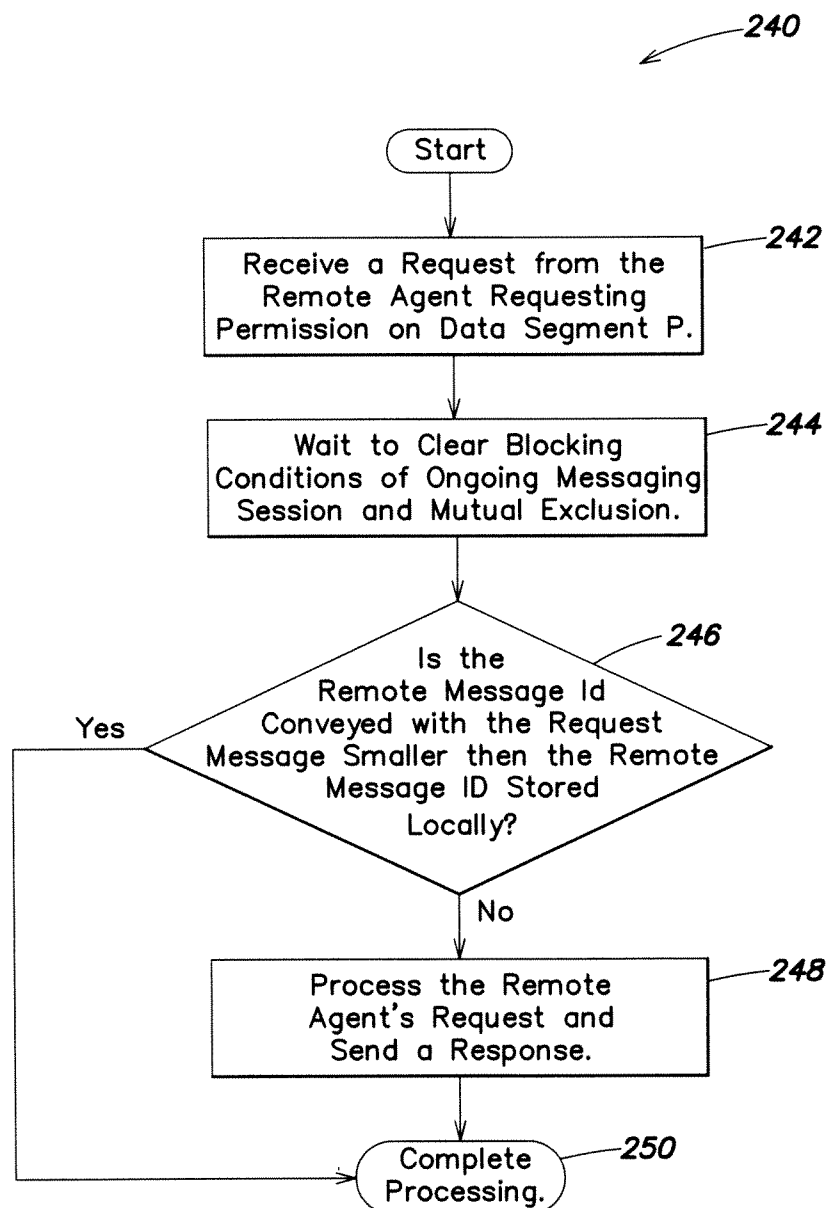 240
Start
242
Receive a Request from the
Remote Agent Requesting
Permission on Data Segment P.
244
Wait to Clear Blocking
Conditions of Ongoing Messaging
Session and Mutual Exclusion.
246
Is the
Remote Message Id
Conveyed with the Request
Message Smaller then the Remote
Message ID Stored
Locally?
Yes
No
248
Process the Remote
Agent's Request and
Send a Response.
250
Complete
Processing.